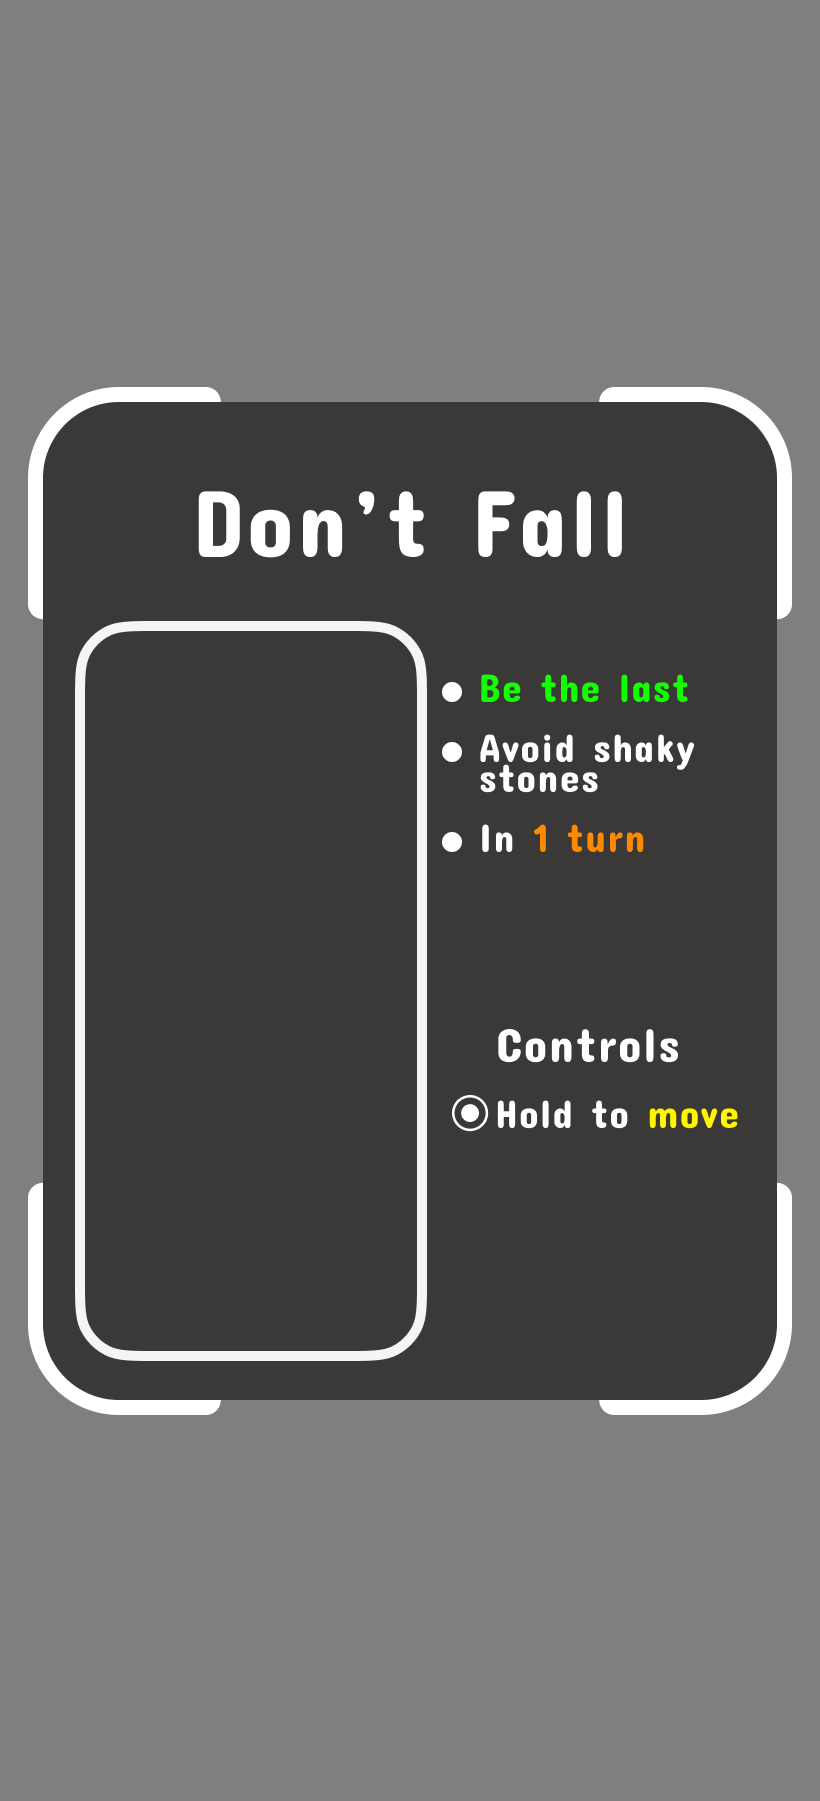 Don't Fall
Be the last
Avoid shaky
stones
In 1 turn
Controls
Hold to move